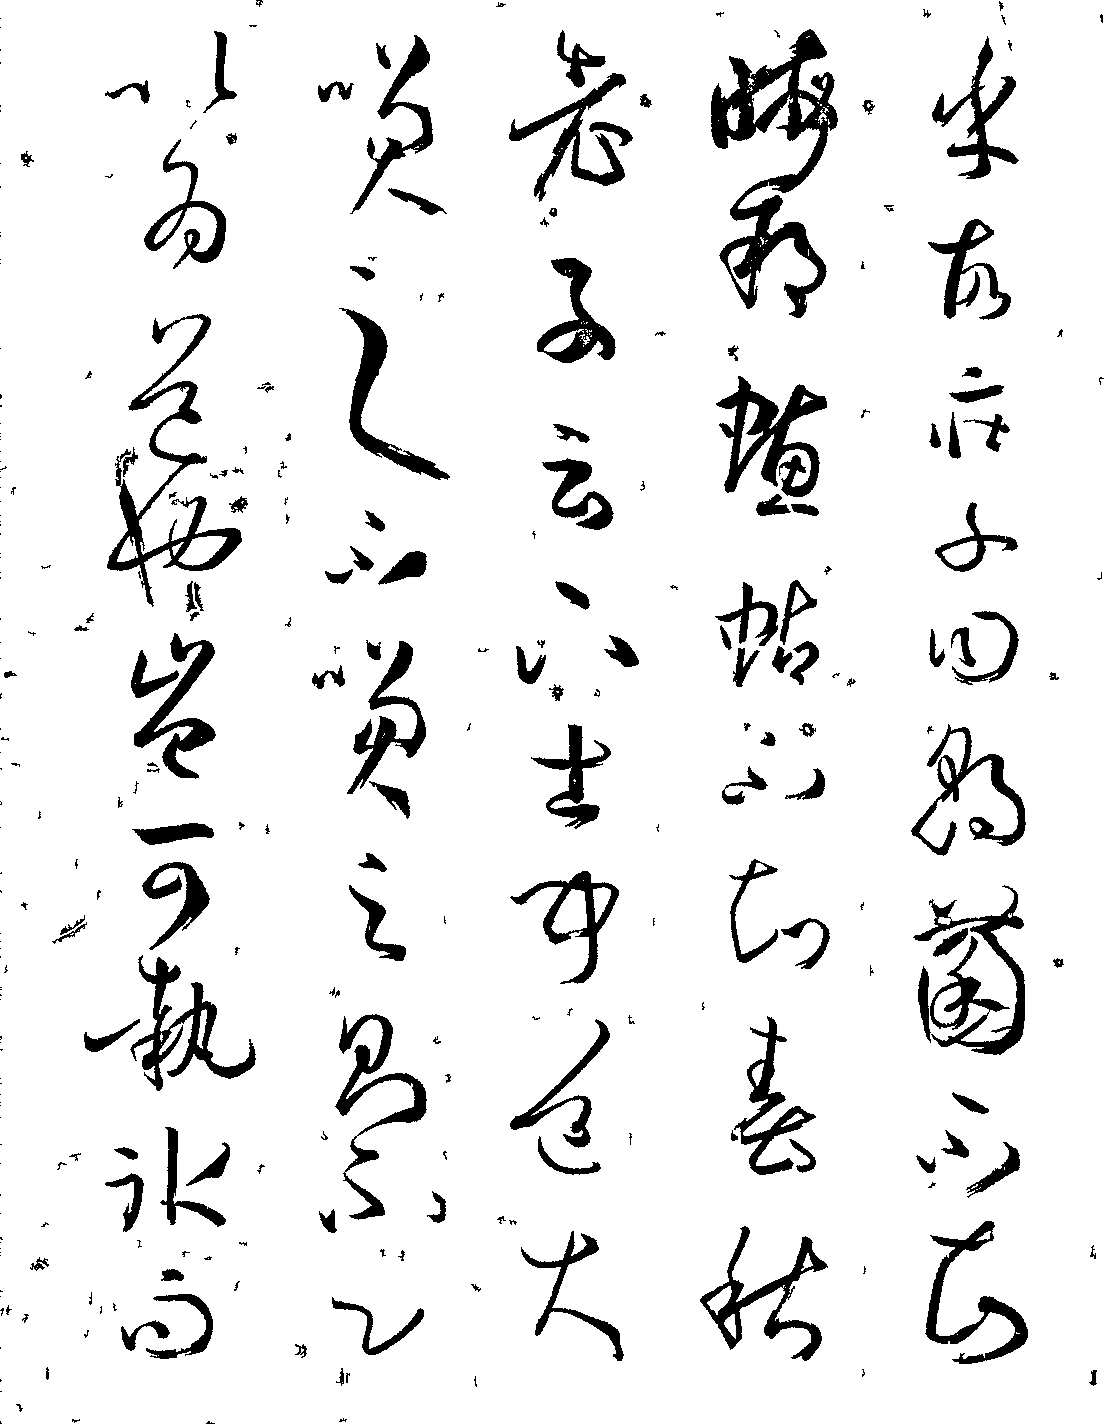 乎故莊子曰朝菌不知
晦朔蟪蛄不知春秋
老子云下士聞道大
笑之不笑之則不足
以為道也豈可執冰而